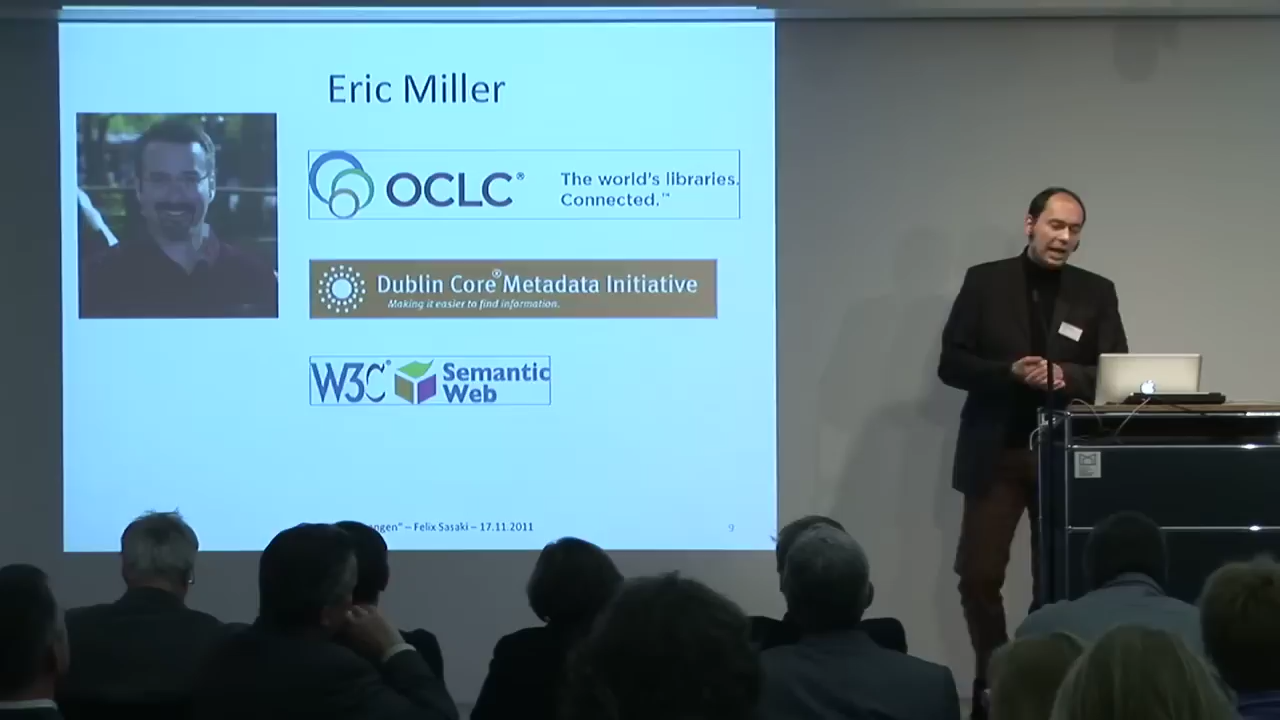 Eric Miller
OCLC®
The world's libraries.
Connected.™
Dublin Core® Metadata Initiative
Making it easier to find information.
W3C® Semantic
Web
ngen" – Felix Sasaki – 17.11.2011
9